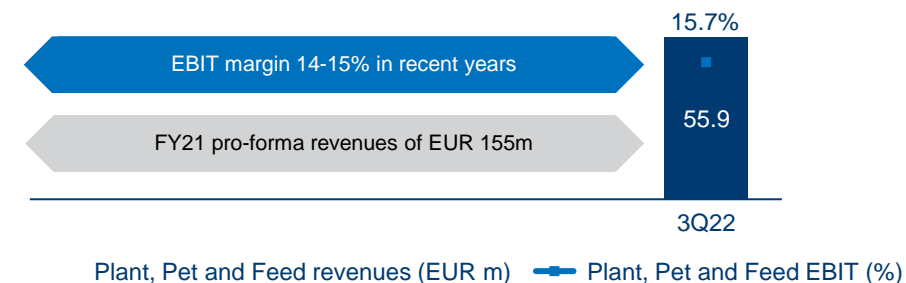 15.7%
EBIT margin 14-15% in recent years
55.9
FY21 pro-forma revenues of EUR 155m
3Q22
Plant, Pet and Feed revenues (EUR m) Plant, Pet and Feed EBIT (%)